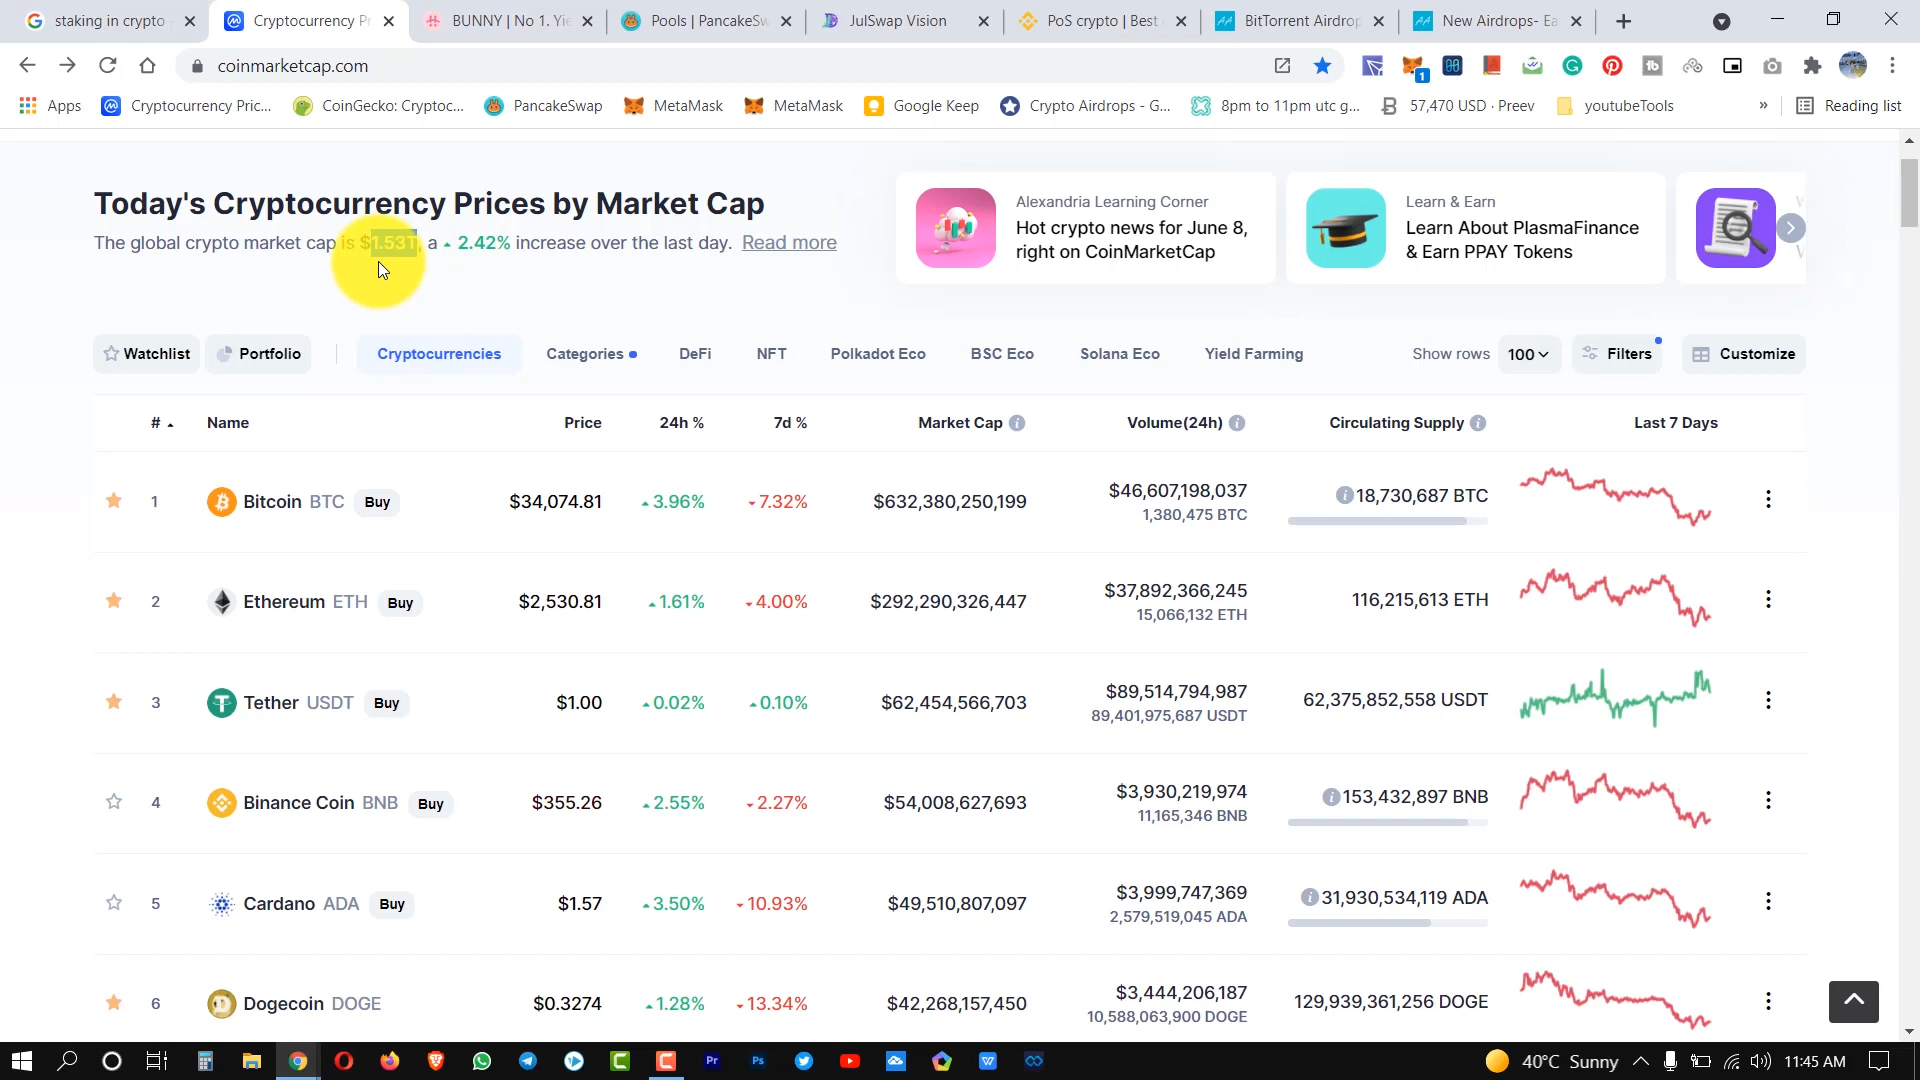 staking in crypto
Cryptocurrency Pr
BUNNY | No 1. Yie
Pools | PancakeSw
JulSwap Vision
PoS crypto | Best
BitTorrent Airdrop
New Airdrops- Ea
coinmarketcap.com
1
Apps
Cryptocurrency Pric...
CoinGecko: Cryptoc...
PancakeSwap
MetaMask
MetaMask
Google Keep
Crypto Airdrops - G...
8pm to 11pm utc g...
57,470 USD · Preev
youtubeTools
»
Reading list
Today's Cryptocurrency Prices by Market Cap
The global crypto market cap is $1.53T, a 2.42% increase over the last day. Read more
Alexandria Learning Corner
Hot crypto news for June 8,
right on CoinMarketCap
Learn & Earn
Learn About PlasmaFinance
& Earn PPAY Tokens
Watchlist
Portfolio
Cryptocurrencies
Categories
DeFi
NFT
Polkadot Eco
BSC Eco
Solana Eco
Yield Farming
Show rows
100
Filters
Customize
# Name Price 24h % 7d % Market Cap Volume(24h) Circulating Supply Last 7 Days
1 Bitcoin BTC Buy $34,074.81 3.96% 7.32% $632,380,250,199 $46,607,198,037 18,730,687 BTC
1,380,475 BTC
2 Ethereum ETH Buy $2,530.81 1.61% 4.00% $292,290,326,447 $37,892,366,245 116,215,613 ETH
15,066,132 ETH
3 Tether USDT Buy $1.00 0.02% 0.10% $62,454,566,703 $89,514,794,987 62,375,852,558 USDT
89,401,975,687 USDT
4 Binance Coin BNB Buy $355.26 2.55% 2.27% $54,008,627,693 $3,930,219,974 153,432,897 BNB
11,165,346 BNB
5 Cardano ADA Buy $1.57 3.50% 10.93% $49,510,807,097 $3,999,747,369 31,930,534,119 ADA
2,579,519,045 ADA
6 Dogecoin DOGE $0.3274 1.28% 13.34% $42,268,157,450 $3,444,206,187 129,939,361,256 DOGE
10,588,063,900 DOGE
Pr
Ps
40°C Sunny
11:45 AM